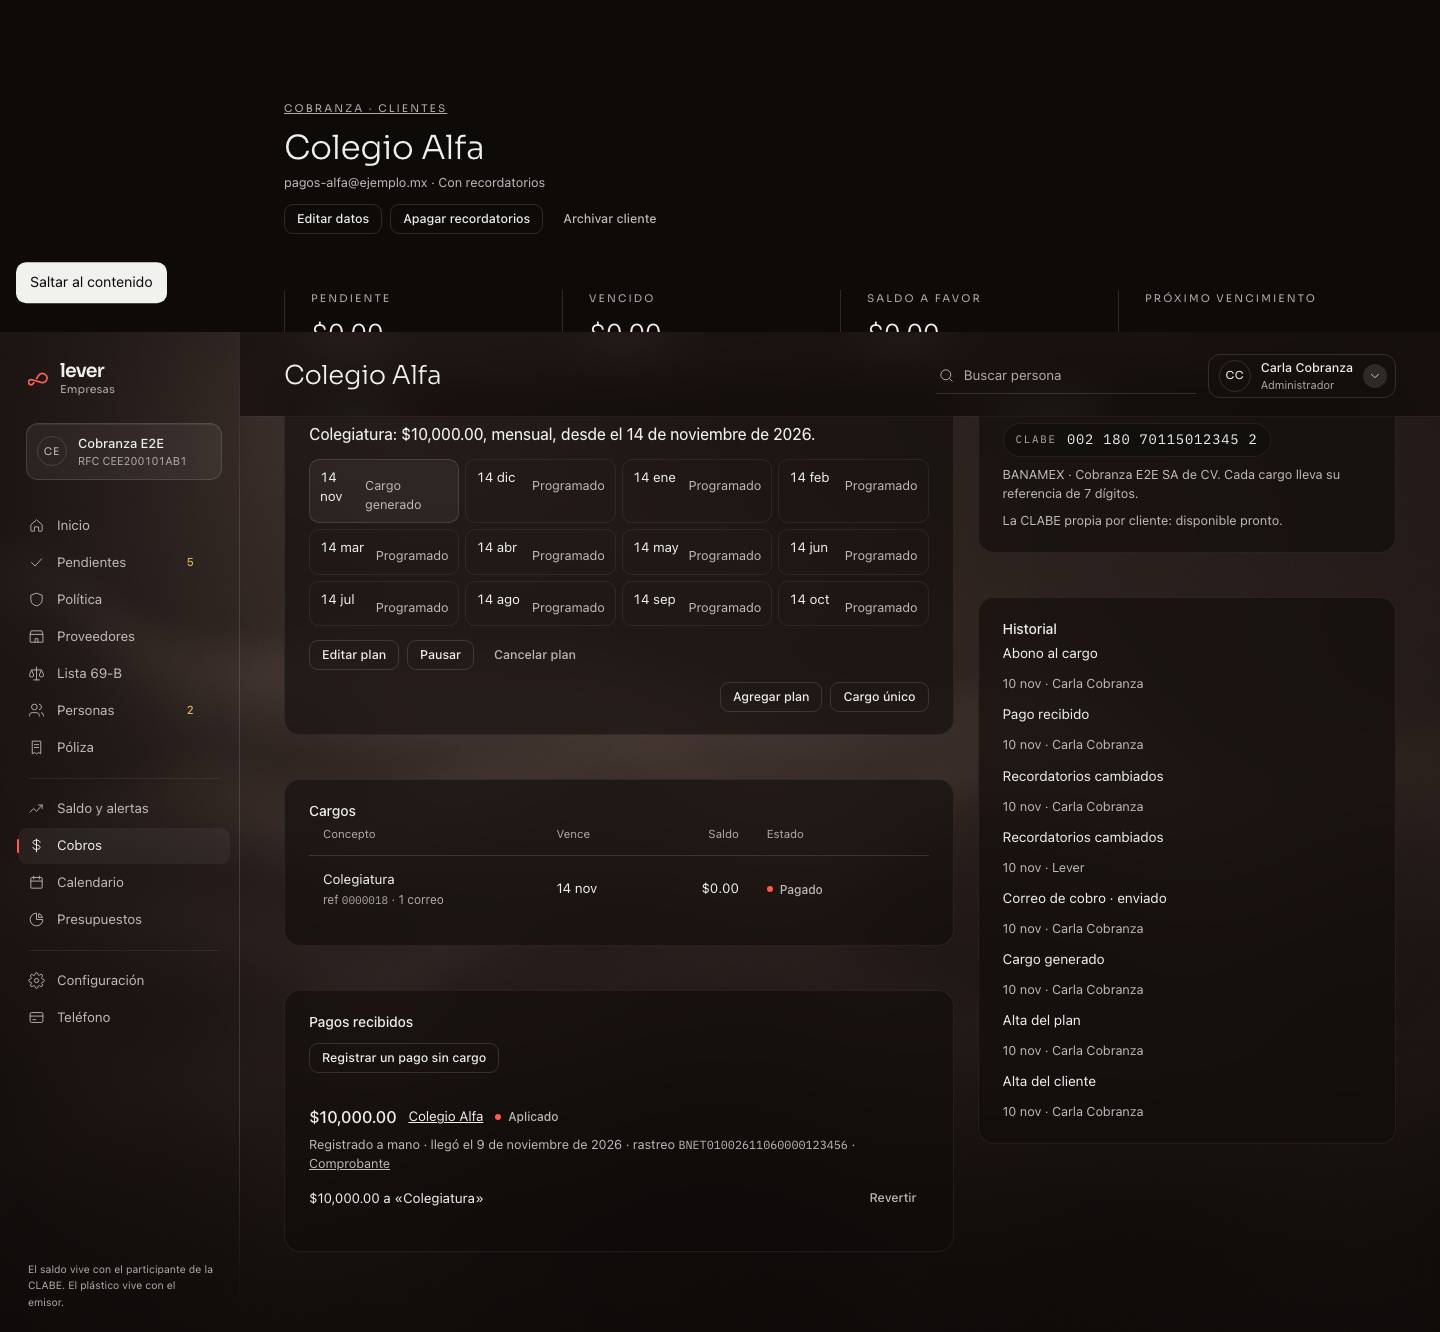 COBRANZA · CLIENTES
Colegio Alfa
pagos-alfa@ejemplo.mx · Con recordatorios
Editar datos
Apagar recordatorios
Archivar cliente
Saltar al contenido
PENDIENTE
$0.00
VENCIDO
$0.00
SALDO A FAVOR
$0.00
PRÓXIMO VENCIMIENTO
lever
Empresas
Colegio Alfa
Buscar persona
CC
Carla Cobranza
Administrador
CE
Cobranza E2E
RFC CEE200101AB1
Inicio
Pendientes 5
Política
Proveedores
Lista 69-B
Personas 2
Póliza
Saldo y alertas
Cobros
Calendario
Presupuestos
Configuración
Teléfono
El saldo vive con el participante de la
CLABE. El plástico vive con el
emisor.
Colegiatura: $10,000.00, mensual, desde el 14 de noviembre de 2026.
14 nov Cargo generado
14 dic Programado
14 ene Programado
14 feb Programado
14 mar Programado
14 abr Programado
14 may Programado
14 jun Programado
14 jul Programado
14 ago Programado
14 sep Programado
14 oct Programado
Editar plan
Pausar
Cancelar plan
Agregar plan
Cargo único
Cargos
Concepto Vence Saldo Estado
Colegiatura 14 nov $0.00 Pagado
ref 0000018 · 1 correo
Pagos recibidos
Registrar un pago sin cargo
$10,000.00 Colegio Alfa Aplicado
Registrado a mano · llegó el 9 de noviembre de 2026 · rastreo BNET01002611060000123456 ·
Comprobante
$10,000.00 a «Colegiatura» Revertir
CLABE 002 180 70115012345 2
BANAMEX · Cobranza E2E SA de CV. Cada cargo lleva su
referencia de 7 dígitos.
La CLABE propia por cliente: disponible pronto.
Historial
Abono al cargo
10 nov · Carla Cobranza
Pago recibido
10 nov · Carla Cobranza
Recordatorios cambiados
10 nov · Carla Cobranza
Recordatorios cambiados
10 nov · Lever
Correo de cobro · enviado
10 nov · Carla Cobranza
Cargo generado
10 nov · Carla Cobranza
Alta del plan
10 nov · Carla Cobranza
Alta del cliente
10 nov · Carla Cobranza